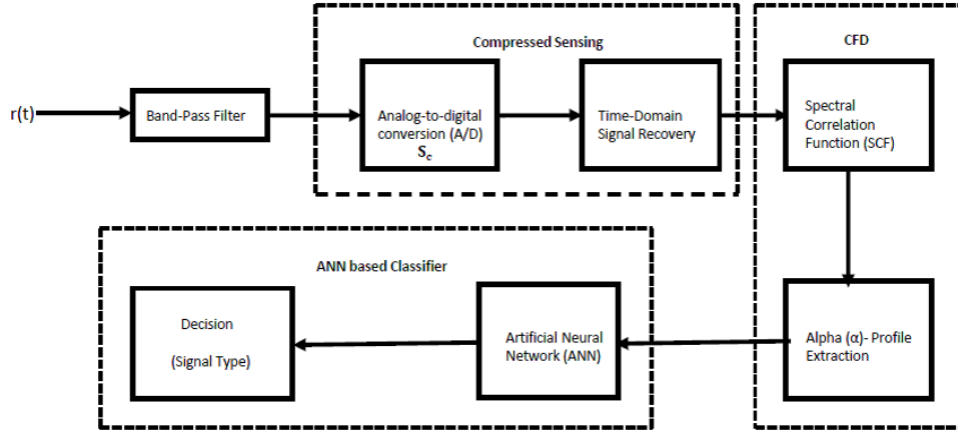 Compressed Sensing
CFD
r(t)
Band-Pass Filter
Analog-to-digital
conversion (A/D)
S_c
Time-Domain
Signal Recovery
Spectral
Correlation
Function (SCF)
ANN based Classifier
Decision
(Signal Type)
Artificial Neural
Network (ANN)
Alpha (α)- Profile
Extraction